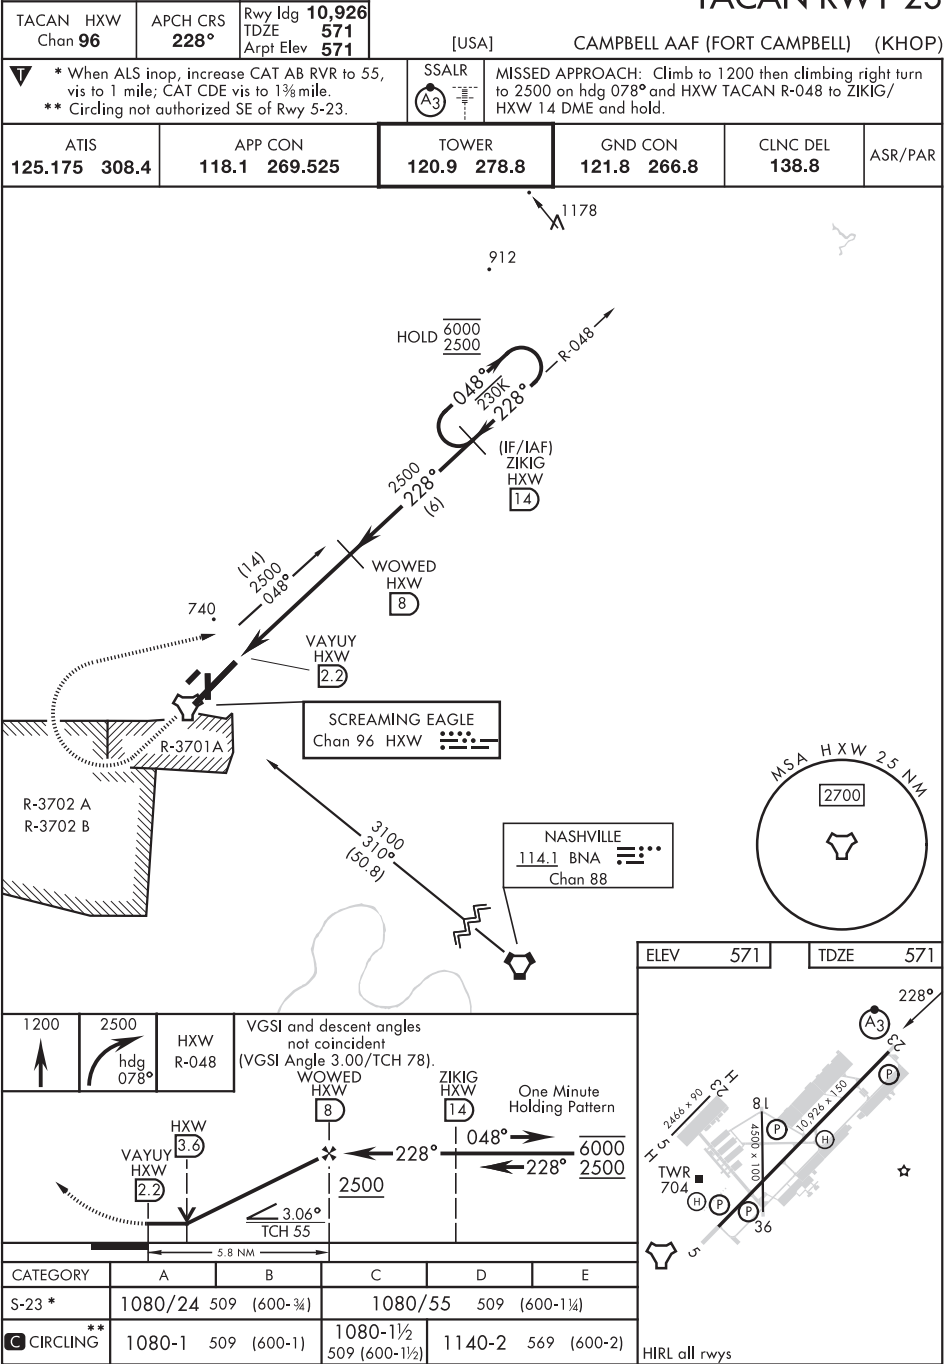 TACAN RWY 23
TACAN HXW
Chan 96
APCH CRS
228°
Rwy ldg 10,926
TDZE 571
Arpt Elev 571
[USA]
CAMPBELL AAF (FORT CAMPBELL) (KHOP)
T
* When ALS inop, increase CAT AB RVR to 55,
vis to 1 mile; CAT CDE vis to 1⅜ mile.
** Circling not authorized SE of Rwy 5-23.
SSALR
A3
MISSED APPROACH: Climb to 1200 then climbing right turn
to 2500 on hdg 078° and HXW TACAN R-048 to ZIKIG/
HXW 14 DME and hold.
ATIS
125.175 308.4
APP CON
118.1 269.525
TOWER
120.9 278.8
GND CON
121.8 266.8
CLNC DEL
138.8
ASR/PAR
1178
912
HOLD 6000
2500
R-048
048°
230K
228°
(IF/IAF)
ZIKIG
HXW
14
2500
228°
(6)
WOWED
HXW
8
(14)
2500
048°
740
VAYUY
HXW
2.2
SCREAMING EAGLE
Chan 96 HXW
R-3701A
R-3702 A
R-3702 B
3100
310°
(50.8)
NASHVILLE
114.1 BNA
Chan 88
MSA HXW 25 NM
2700
ELEV 571
TDZE 571
228°
A3
23
P
10,926 x 150
H
2466 x 90
23
H
5
H
18
4500 x 100
36
P
H
P
P
TWR
704
5
HIRL all rwys
1200
2500
hdg
078°
HXW
R-048
VGSI and descent angles
not coincident
(VGSI Angle 3.00/TCH 78).
WOWED
HXW
8
ZIKIG
HXW
14
One Minute
Holding Pattern
048°
228°
228°
6000
2500
2500
HXW
3.6
VAYUY
HXW
2.2
3.06°
TCH 55
5.8 NM
CATEGORY A B C D E
S-23 * 1080/24 509 (600-¾) 1080/55 509 (600-1¼)
C CIRCLING ** 1080-1 509 (600-1) 1080-1½ 509 (600-1½) 1140-2 569 (600-2)